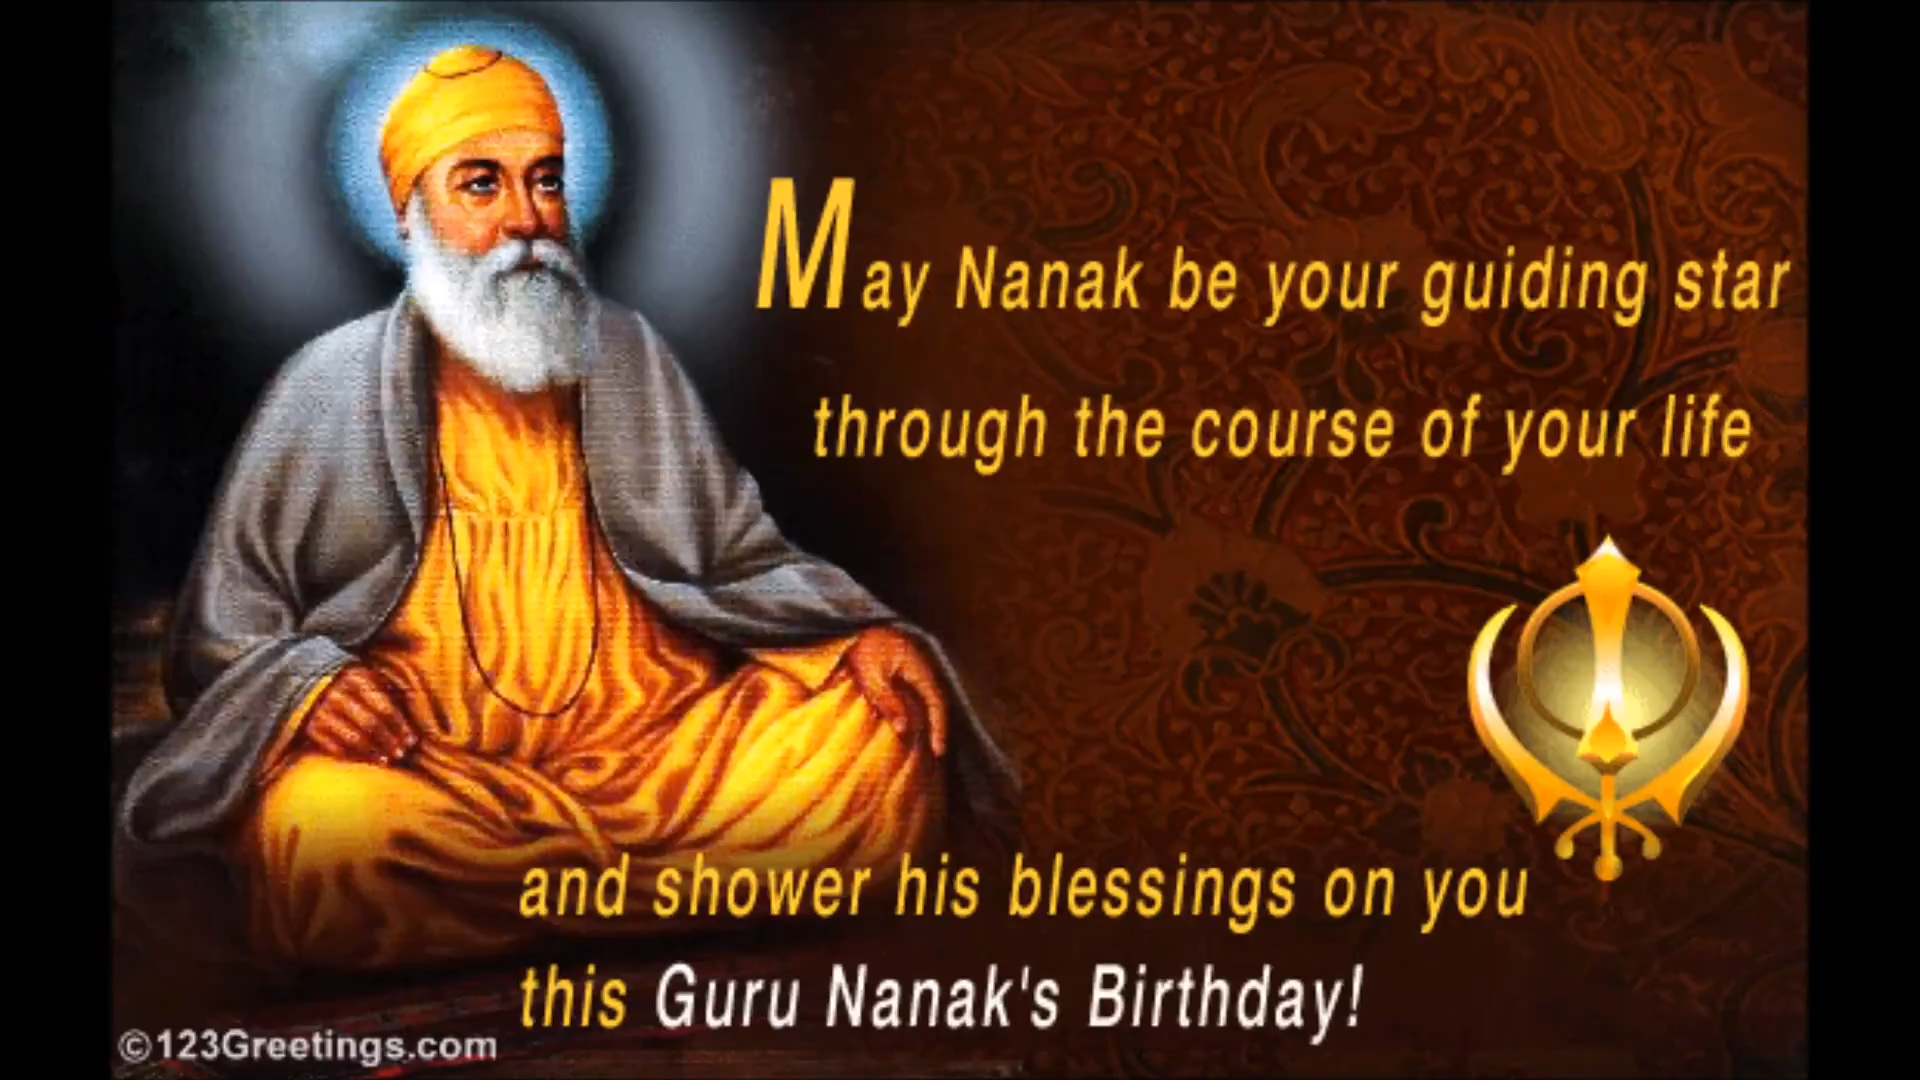 May Nanak be your guiding star
through the course of your life
and shower his blessings on you
this Guru Nanak's Birthday!
©123Greetings.com